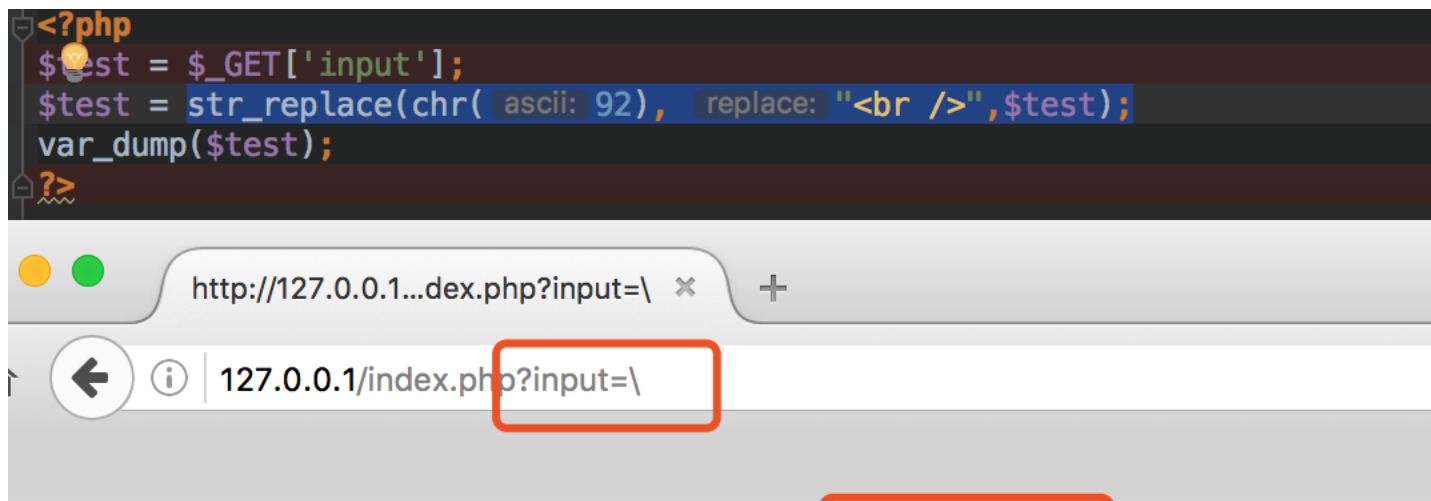 <?php
$test = $_GET['input'];
$test = str_replace(chr( ascii: 92), replace: "<br />",$test);
var_dump($test);
?>
http://127.0.0.1...dex.php?input=\
127.0.0.1/index.php?input=\